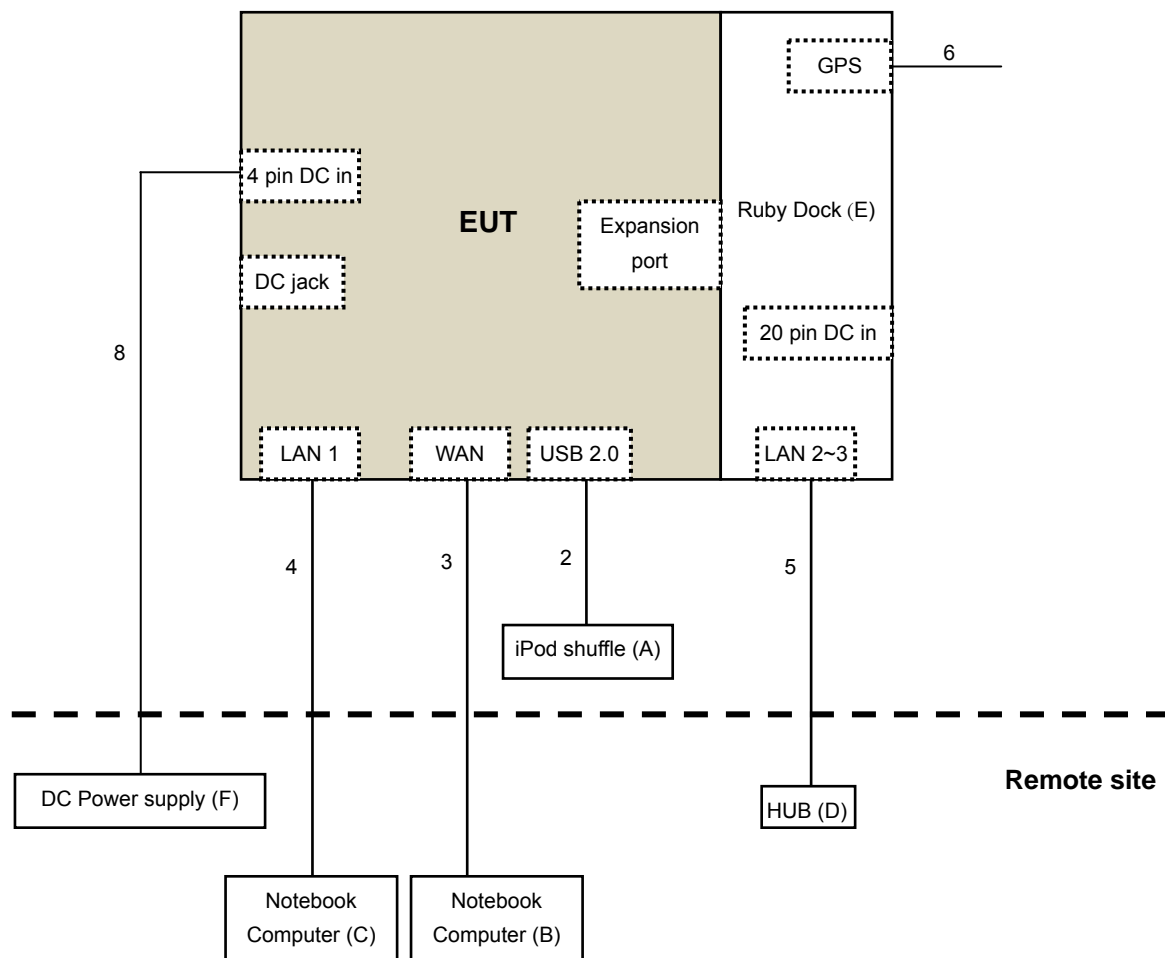 GPS
6
4 pin DC in
EUT
Expansion
port
Ruby Dock (E)
DC jack
20 pin DC in
8
LAN 1
WAN
USB 2.0
LAN 2~3
4
3
2
5
iPod shuffle (A)
Remote site
DC Power supply (F)
HUB (D)
Notebook
Computer (C)
Notebook
Computer (B)